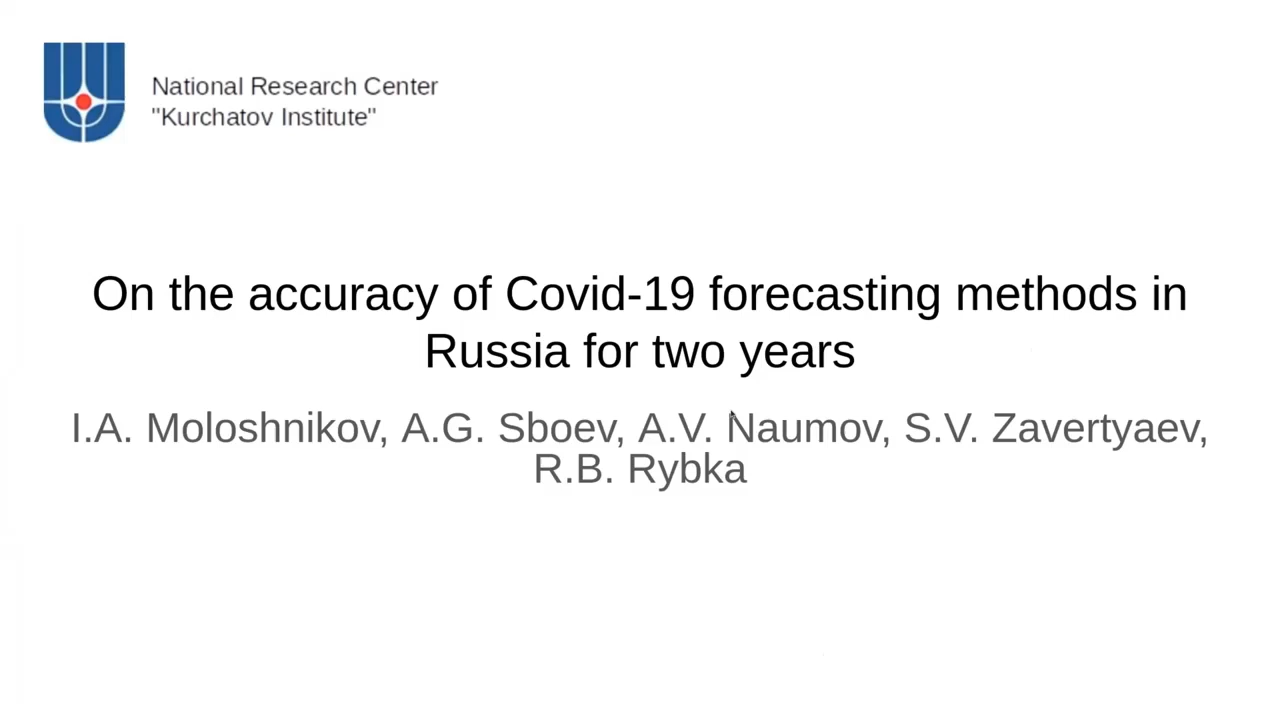 National Research Center
"Kurchatov Institute"
On the accuracy of Covid-19 forecasting methods in
Russia for two years
I.A. Moloshnikov, A.G. Sboev, A.V. Naumov, S.V. Zavertyaev,
R.B. Rybka